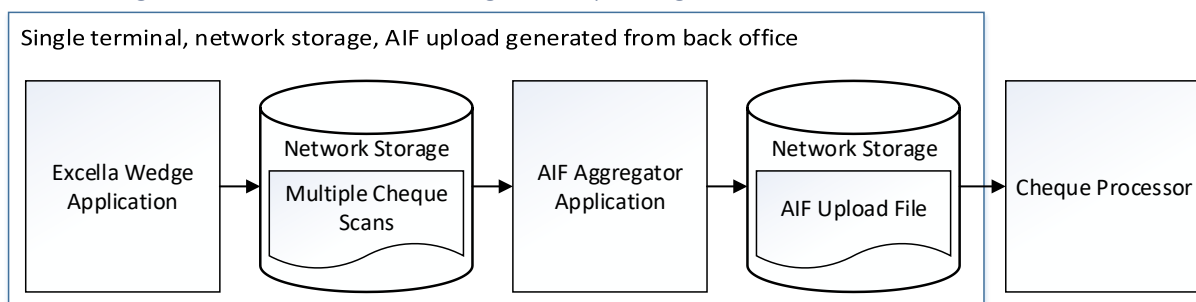 Single terminal, network storage, AIF upload generated from back office
Excella Wedge
Application
Network Storage
Multiple Cheque
Scans
AIF Aggregator
Application
Network Storage
AIF Upload File
Cheque Processor